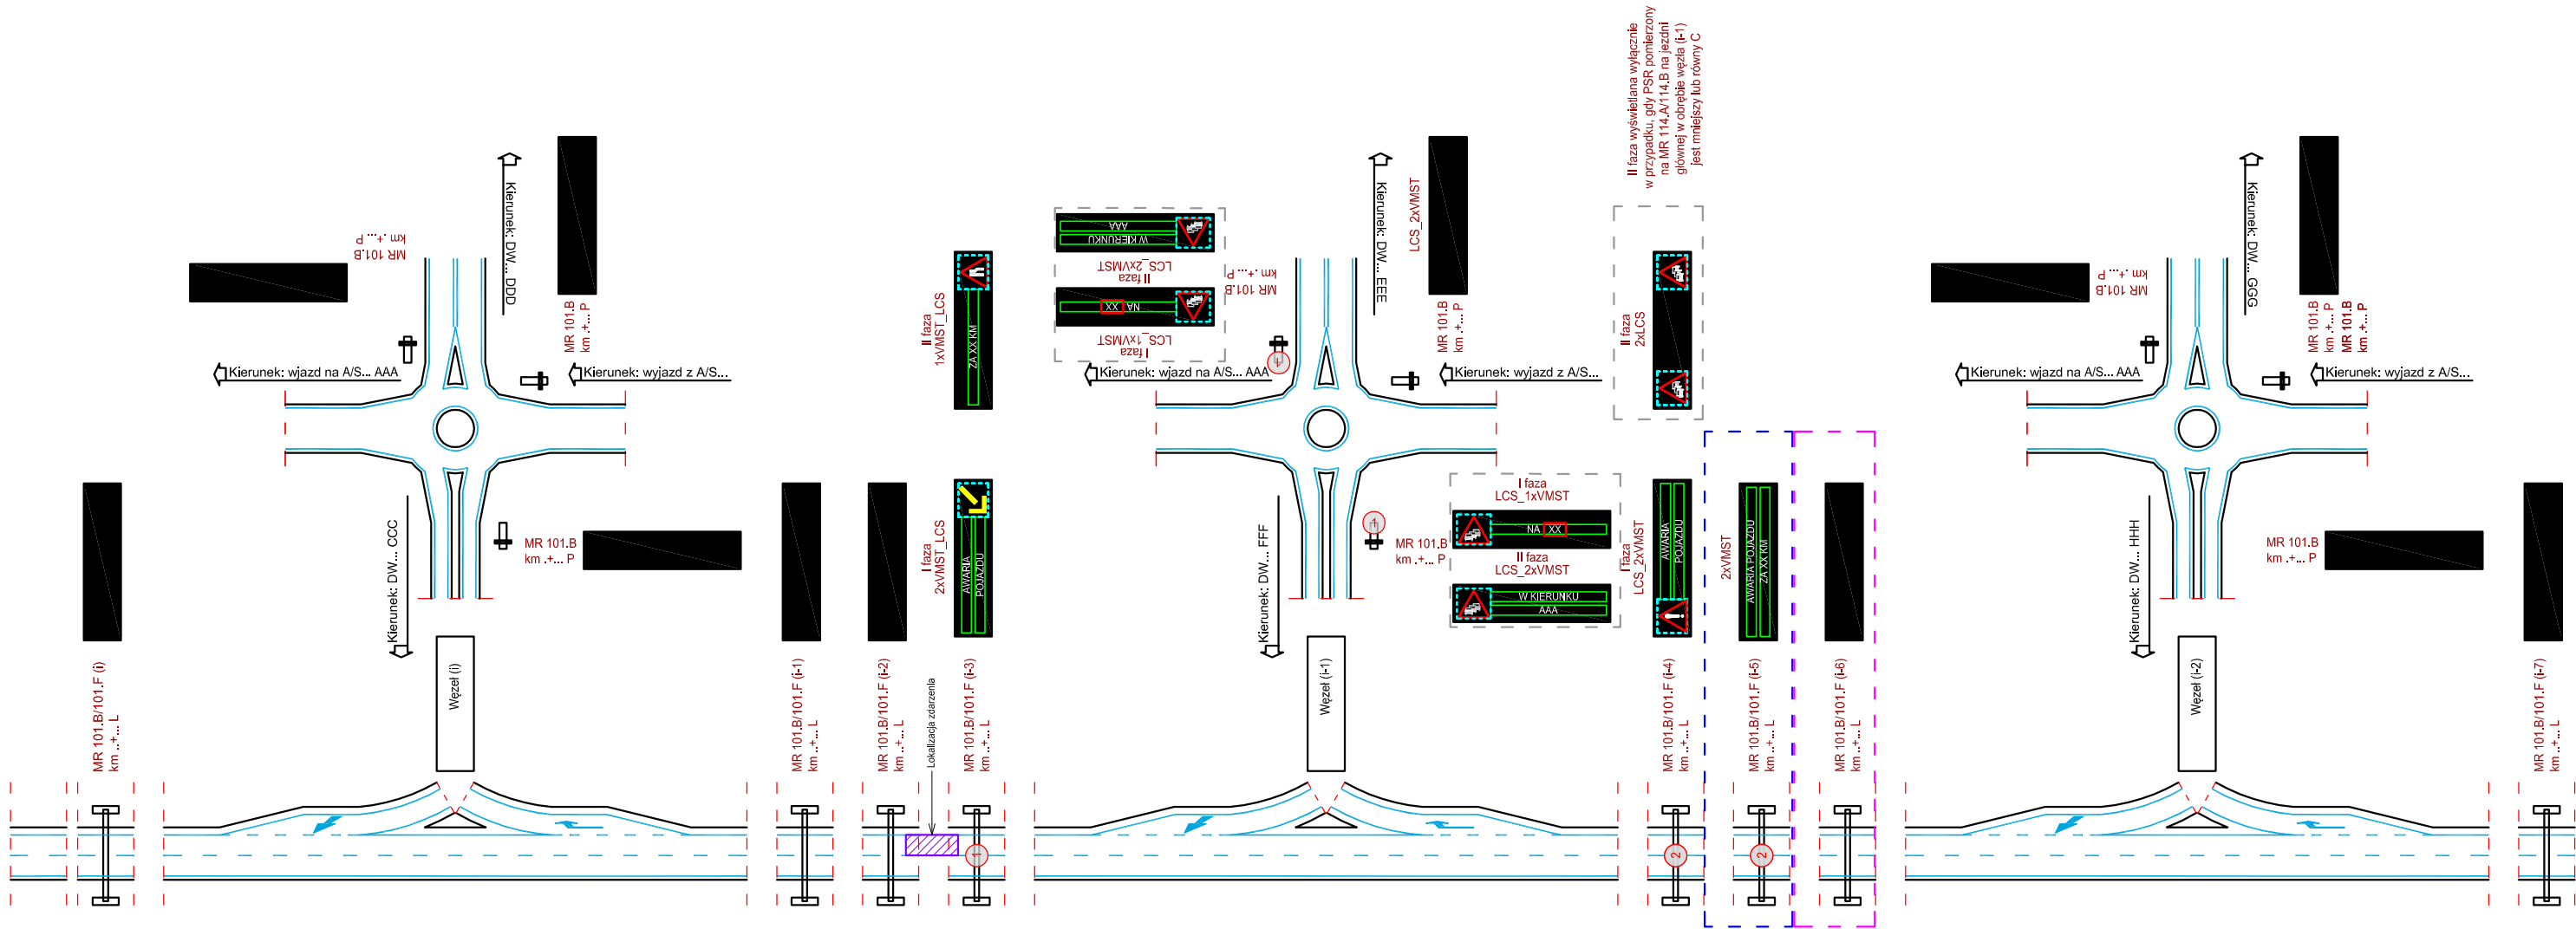 MR 101.B/101.F (i)
km ..+... L
MR 101.B
km .+... P
Kierunek: DW... DDD
MR 101.B
km .+... P
Kierunek: wjazd na A/S... AAA
Kierunek: wyjazd z A/S...
Kierunek: DW... CCC
MR 101.B
km .+... P
Węzeł (i)
MR 101.B/101.F (i-1)
km ..+... L
MR 101.B/101.F (i-2)
km ..+... L
Lokalizacja zdarzenia
II faza
1xVMST_LCS
ZA XX KM
I faza
2xVMST_LCS
AWARIA
POJAZDU
MR 101.B/101.F (i-3)
km ..+... L
I faza
LCS_1xVMST
NA XX
II faza
LCS_2xVMST
W KIERUNKU
AAA
MR 101.B
km .+... P
1
Kierunek: DW... EEE
LCS_2xVMST
MR 101.B
km .+... P
Kierunek: wjazd na A/S... AAA
Kierunek: wyjazd z A/S...
Kierunek: DW... FFF
1
MR 101.B
km .+... P
I faza
LCS_1xVMST
NA XX
II faza
LCS_2xVMST
W KIERUNKU
AAA
Węzeł (i-1)
1
II faza wyświetlana wyłącznie
w przypadku, gdy PSR pomierzony
na MR 114.A/114.B na jezdni
głównej w obrębie węzła (i-1)
jest mniejszy lub równy C
II faza
2xLCS
I faza
LCS_2xVMST
AWARIA
POJAZDU
MR 101.B/101.F (i-4)
km ..+... L
2
2xVMST
AWARIA POJAZDU
ZA XX KM
MR 101.B/101.F (i-5)
km ..+... L
2
MR 101.B/101.F (i-6)
km ..+... L
MR 101.B
km .+... P
Kierunek: DW... GGG
MR 101.B
km .+... P
MR 101.B
km .+... P
Kierunek: wjazd na A/S... AAA
Kierunek: wyjazd z A/S...
Kierunek: DW... HHH
MR 101.B
km .+... P
Węzeł (i-2)
MR 101.B/101.F (i-7)
km ..+... L